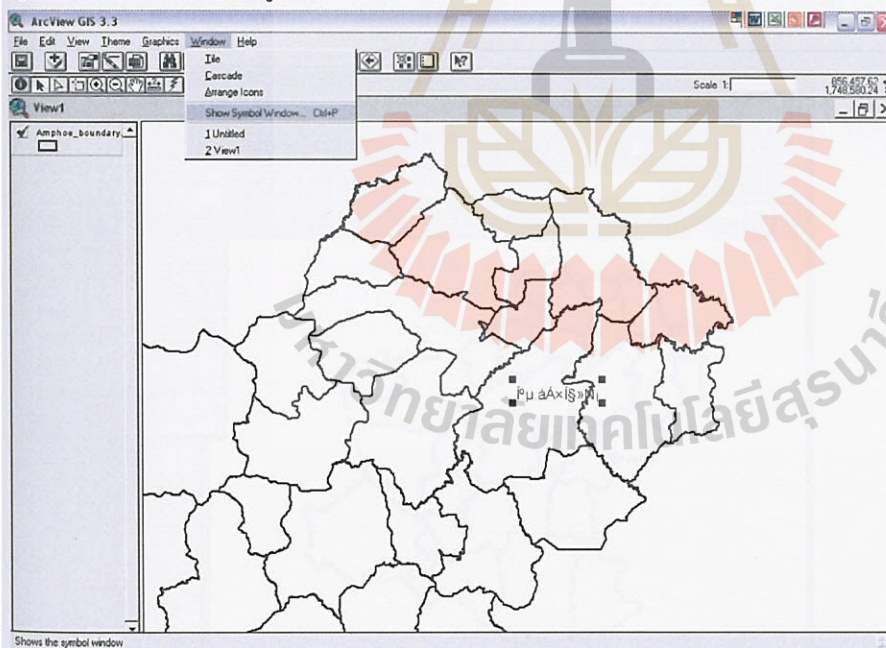 ArcView GIS 3.3
File Edit View Theme Graphics Window Help
Tile
Cascade
Arrange Icons
Show Symbol Window... Ctrl+P
1 Untitled
2 View1
Scale 1:
656,457.62
1,748,580.24
View1
Amphoe_boundary
Shows the symbol window